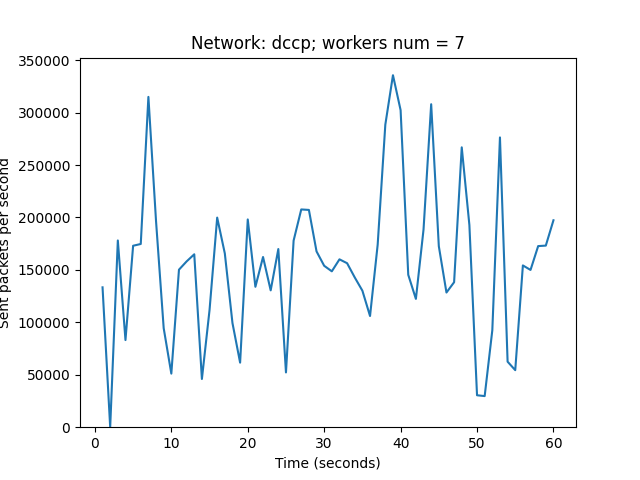 Network: dccp; workers num = 7
Sent packets per second
350000
300000
250000
200000
150000
100000
50000
0
0 10 20 30 40 50 60
Time (seconds)